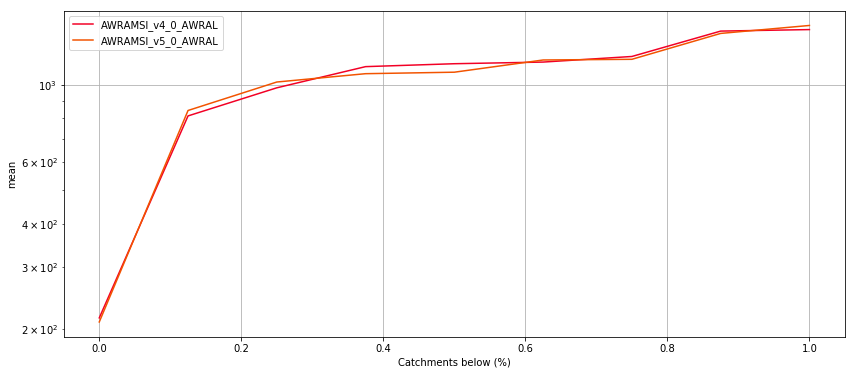 AWRAMSI_v4_0_AWRAL
AWRAMSI_v5_0_AWRAL
10³
6 × 10²
4 × 10²
3 × 10²
2 × 10²
mean
0.0 0.2 0.4 0.6 0.8 1.0
Catchments below (%)